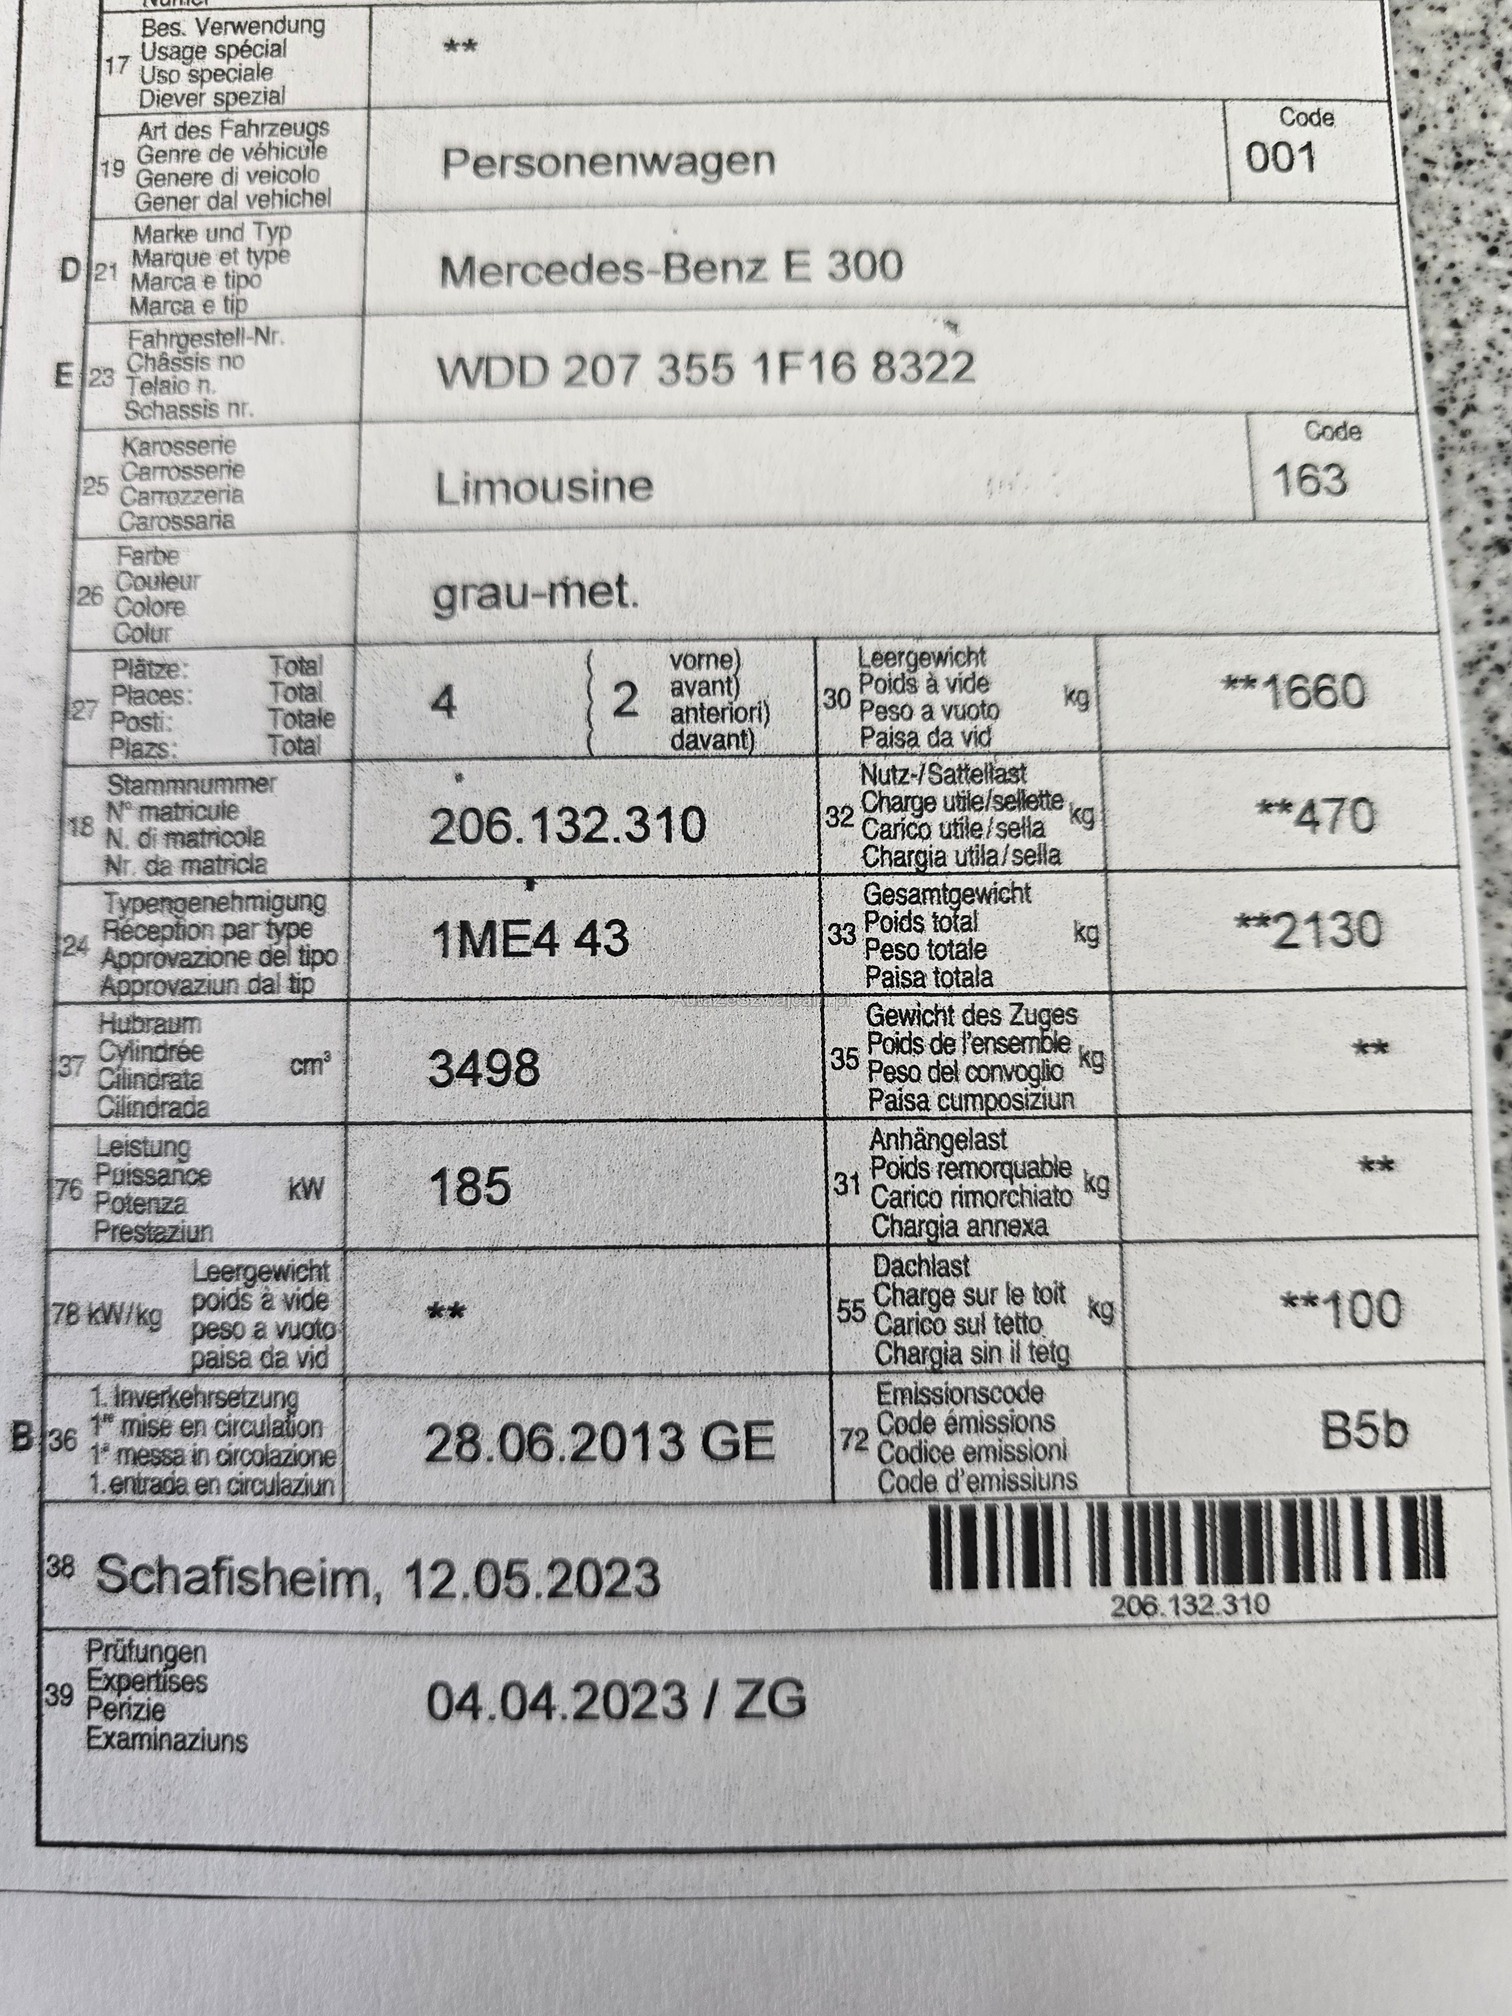 17 Bes. Verwendung
Usage spécial
Uso speciale
Diever spezial
**
19 Art des Fahrzeugs
Genre de véhicule
Genere di veicolo
Gener dal vehichel
Personenwagen
Code
001
D 21 Marke und Typ
Marque et type
Marca e tipo
Marca e tip
Mercedes-Benz E 300
E 23 Fahrgestell-Nr.
Châssis no
Telaio n.
Schassis nr.
WDD 207 355 1F16 8322
25 Karosserie
Carrosserie
Carrozzeria
Carossaria
Limousine
Code
163
26 Farbe
Couleur
Colore
Colur
grau-met.
27 Plätze: Total
Places: Total
Posti: Totale
Plazs: Total
4
( 2 vorne)
( avant)
( anteriori)
( davant)
30 Leergewicht
Poids à vide
Peso a vuoto
Paisa da vid
kg
**1660
18 Stammnummer
N° matricule
N. di matricola
Nr. da matricla
206.132.310
32 Nutz-/Sattellast
Charge utile/sellette
Carico utile/sella
Chargia utila/sella
kg
**470
24 Typengenehmigung
Réception par type
Approvazione del tipo
Approvaziun dal tip
1ME4 43
33 Gesamtgewicht
Poids total
Peso totale
Paisa totala
kg
**2130
37 Hubraum
Cylindrée
Cilindrata
Cilindrada
cm³
3498
35 Gewicht des Zuges
Poids de l'ensemble
Peso del convoglio
Paisa cumposiziun
kg
**
76 Leistung
Puissance
Potenza
Prestaziun
kW
185
31 Anhängelast
Poids remorquable
Carico rimorchiato
Chargia annexa
kg
**
78 kW/kg Leergewicht
poids à vide
peso a vuoto
paisa da vid
**
55 Dachlast
Charge sur le toit
Carico sul tetto
Chargia sin il tetg
kg
**100
B 36 1. Inverkehrsetzung
1re mise en circulation
1a messa in circolazione
1. entrada en circulaziun
28.06.2013 GE
72 Emissionscode
Code émissions
Codice emissioni
Code d'emissiuns
B5b
38 Schafisheim, 12.05.2023
206.132.310
39 Prüfungen
Expertises
Perizie
Examinaziuns
04.04.2023 / ZG